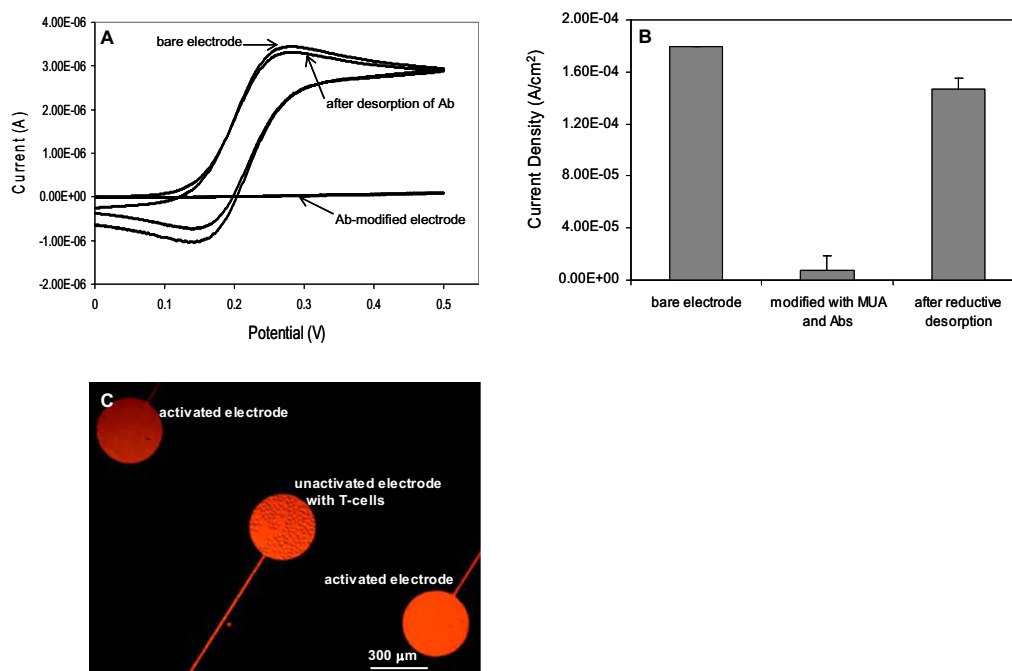 A
4.00E-06
3.00E-06
2.00E-06
1.00E-06
0.00E+00
-1.00E-06
-2.00E-06
Current (A)
bare electrode
after desorption of Ab
Ab-modified electrode
0 0.1 0.2 0.3 0.4 0.5
Potential (V)
B
2.00E-04
1.60E-04
1.20E-04
8.00E-05
4.00E-05
0.00E+00
Current Density (A/cm²)
bare electrode
modified with MUA
and Abs
after reductive
desorption
C
activated electrode
unactivated electrode
with T-cells
activated electrode
300 µm